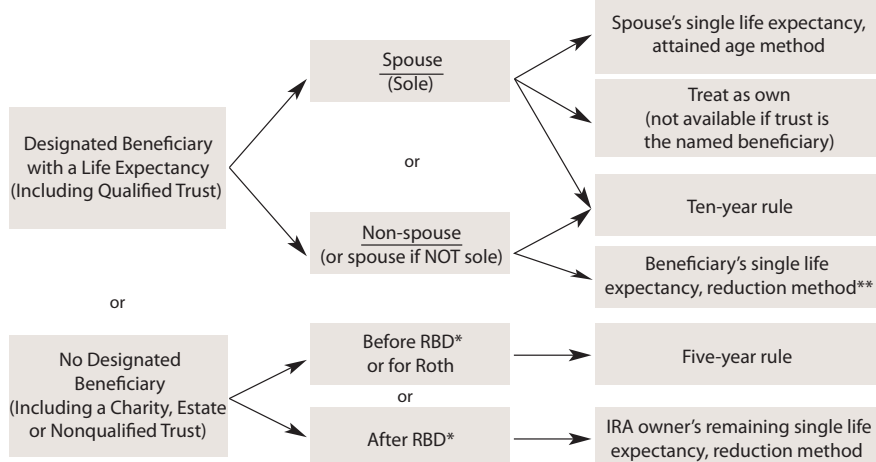 Designated Beneficiary
with a Life Expectancy
(Including Qualified Trust)
or
No Designated
Beneficiary
(Including a Charity, Estate
or Nonqualified Trust)
Spouse
(Sole)
or
Non-spouse
(or spouse if NOT sole)
Before RBD*
or for Roth
or
After RBD*
Spouse’s single life expectancy,
attained age method
Treat as own
(not available if trust is
the named beneficiary)
Ten-year rule
Beneficiary’s single life
expectancy, reduction method**
Five-year rule
IRA owner’s remaining single life
expectancy, reduction method